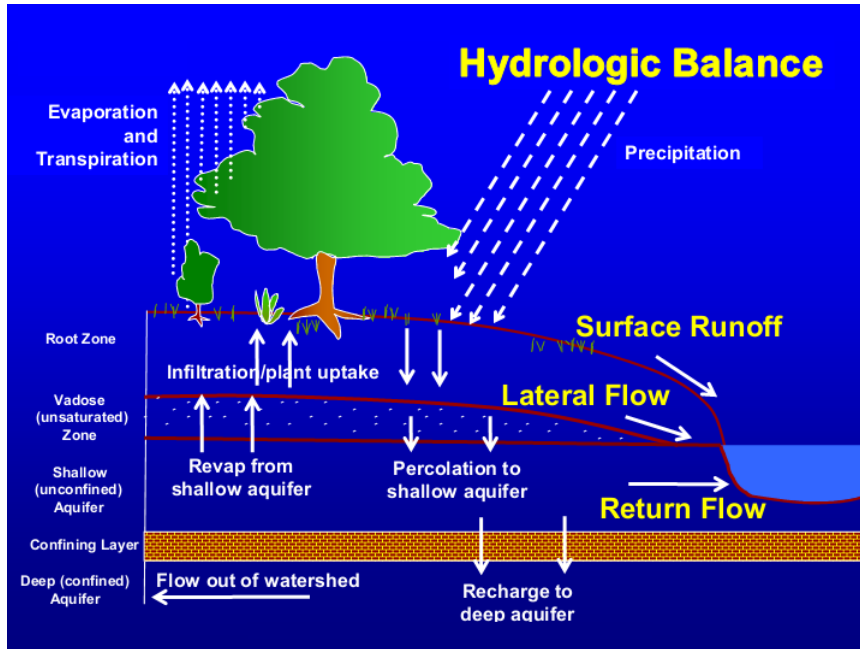 Hydrologic Balance
Evaporation
and
Transpiration
Precipitation
Root Zone
Surface Runoff
Infiltration/plant uptake
Lateral Flow
Vadose
(unsaturated)
Zone
Revap from
shallow aquifer
Percolation to
shallow aquifer
Shallow
(unconfined)
Aquifer
Return Flow
Confining Layer
Deep (confined)
Aquifer
Flow out of watershed
Recharge to
deep aquifer